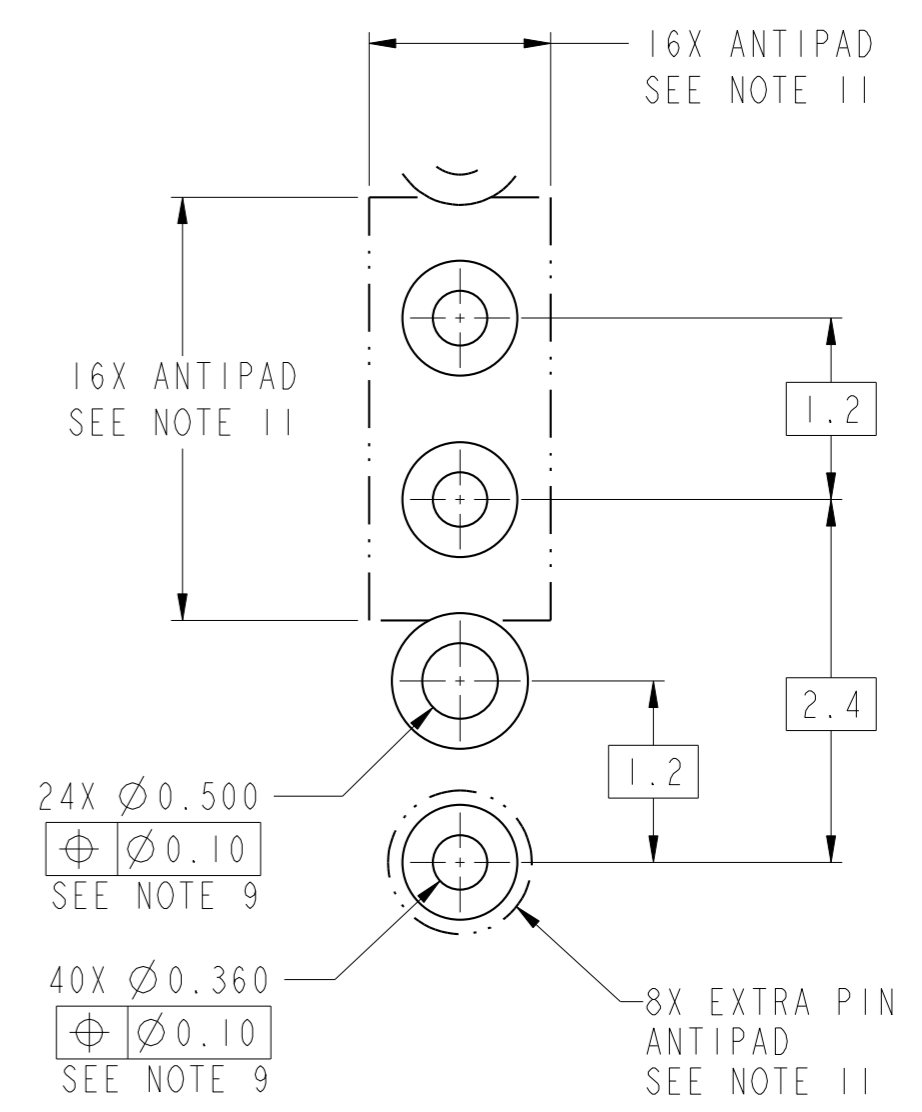 16X ANTIPAD
SEE NOTE 11
16X ANTIPAD
SEE NOTE 11
1.2
2.4
1.2
24X ∅0.500
⌖ ∅0.10
SEE NOTE 9
40X ∅0.360
⌖ ∅0.10
SEE NOTE 9
8X EXTRA PIN
ANTIPAD
SEE NOTE 11